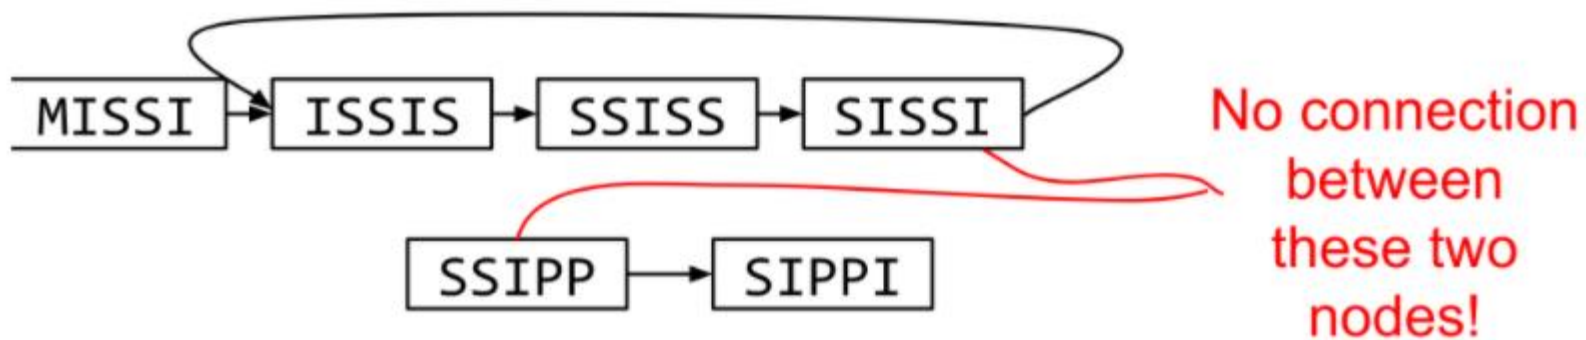 MISSI ISSIS SSISS SISSI
SSIPP SIPPI
No connection
between
these two
nodes!